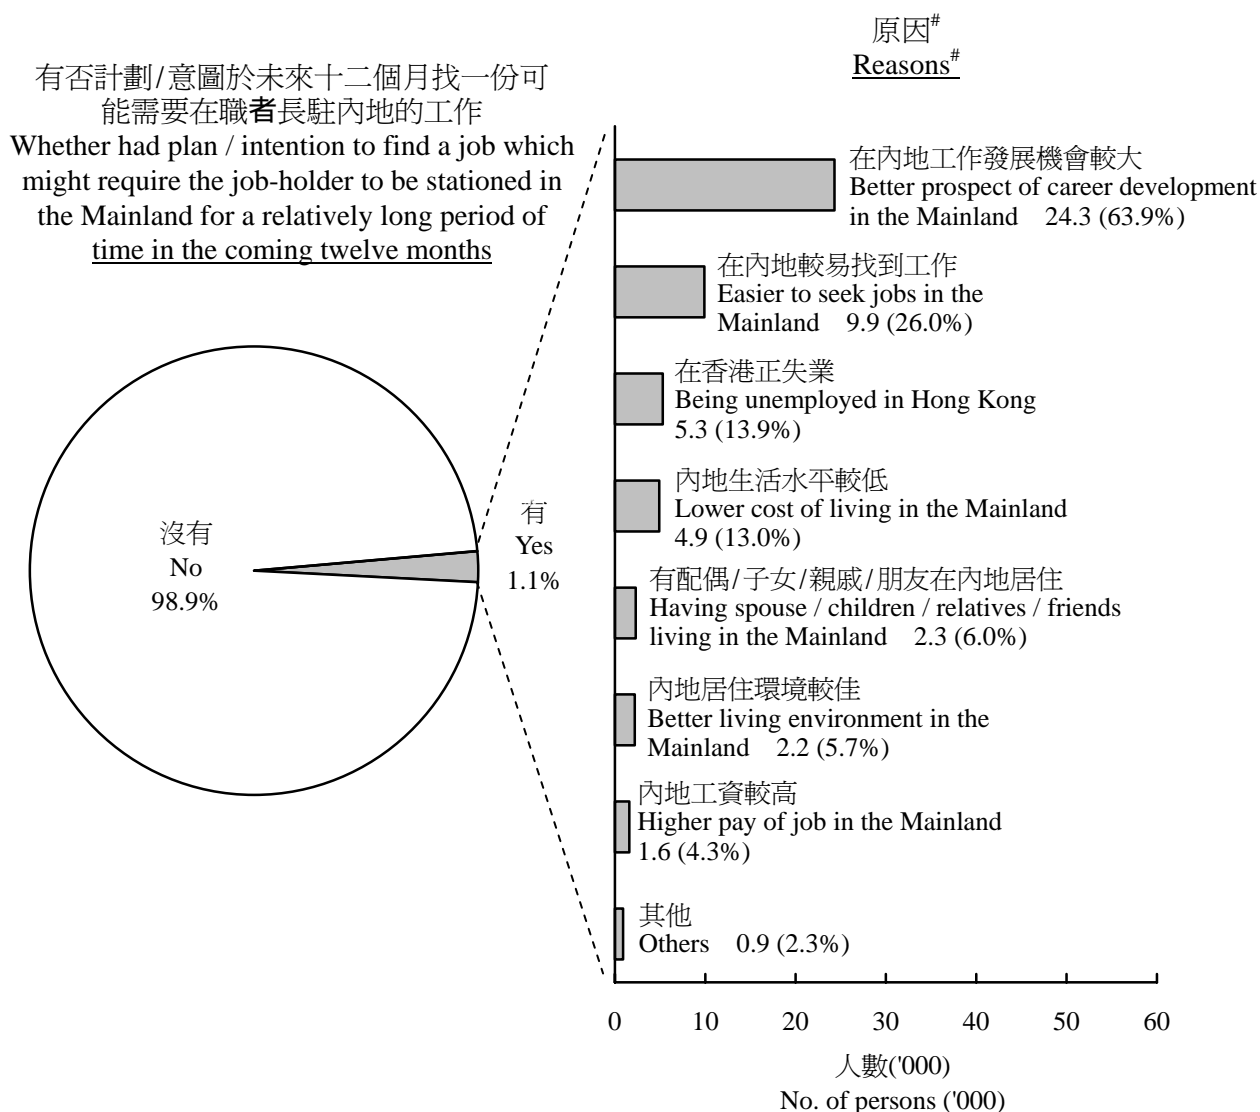 有否計劃/意圖於未來十二個月找一份可
能需要在職者長駐內地的工作
Whether had plan / intention to find a job which
might require the job-holder to be stationed in
the Mainland for a relatively long period of
time in the coming twelve months
沒有
No
98.9%
有
Yes
1.1%
原因#
Reasons#
在內地工作發展機會較大
Better prospect of career development
in the Mainland 24.3 (63.9%)
在內地較易找到工作
Easier to seek jobs in the
Mainland 9.9 (26.0%)
在香港正失業
Being unemployed in Hong Kong
5.3 (13.9%)
內地生活水平較低
Lower cost of living in the Mainland
4.9 (13.0%)
有配偶/子女/親戚/朋友在內地居住
Having spouse / children / relatives / friends
living in the Mainland 2.3 (6.0%)
內地居住環境較佳
Better living environment in the
Mainland 2.2 (5.7%)
內地工資較高
Higher pay of job in the Mainland
1.6 (4.3%)
其他
Others 0.9 (2.3%)
0 10 20 30 40 50 60
人數('000)
No. of persons ('000)